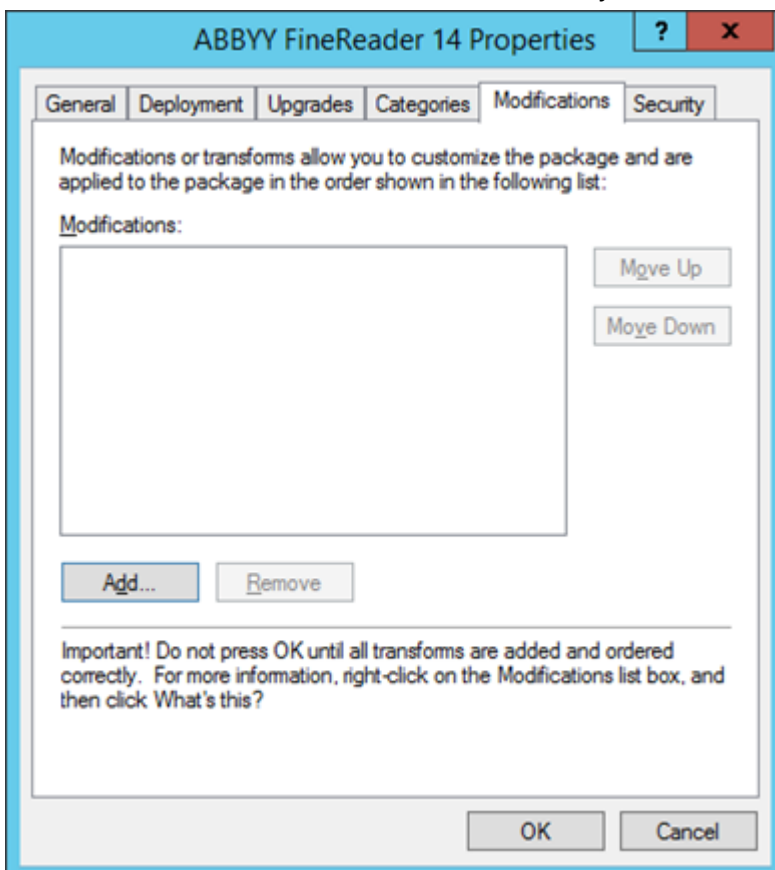 ABBYY FineReader 14 Properties
?
x
General Deployment Upgrades Categories Modifications Security
Modifications or transforms allow you to customize the package and are
applied to the package in the order shown in the following list:
Modifications:
Move Up
Move Down
Add...
Remove
Important! Do not press OK until all transforms are added and ordered
correctly. For more information, right-click on the Modifications list box, and
then click What's this?
OK
Cancel